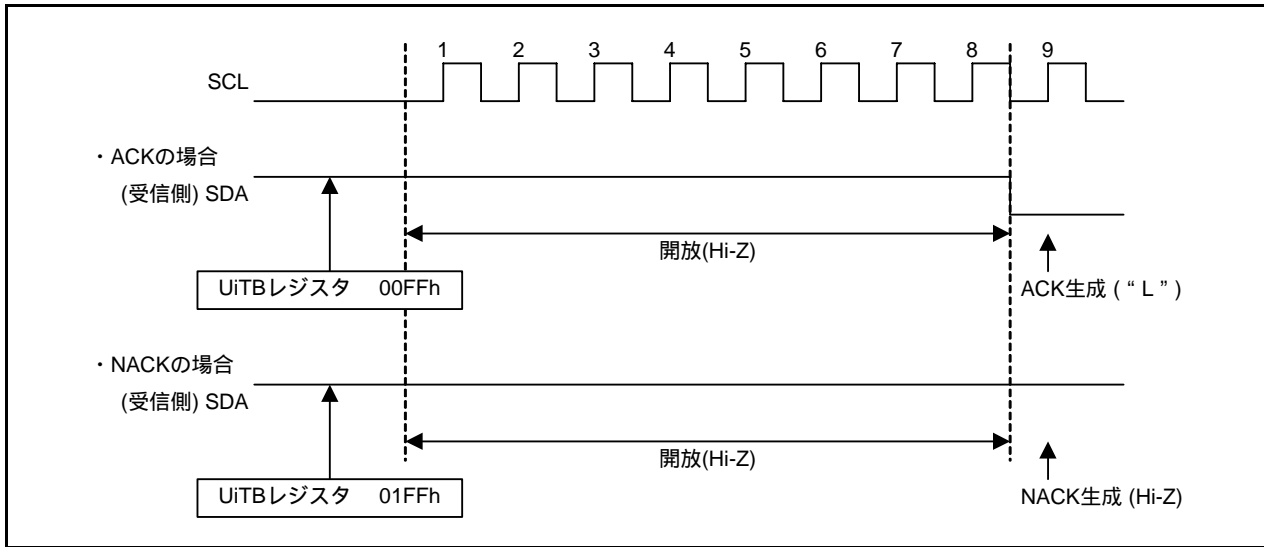 1 2 3 4 5 6 7 8 9
SCL
・ACKの場合
(受信側) SDA
開放(Hi-Z)
UiTBレジスタ 00FFh
ACK生成 ( “ L ” )
・NACKの場合
(受信側) SDA
開放(Hi-Z)
UiTBレジスタ 01FFh
NACK生成 (Hi-Z)